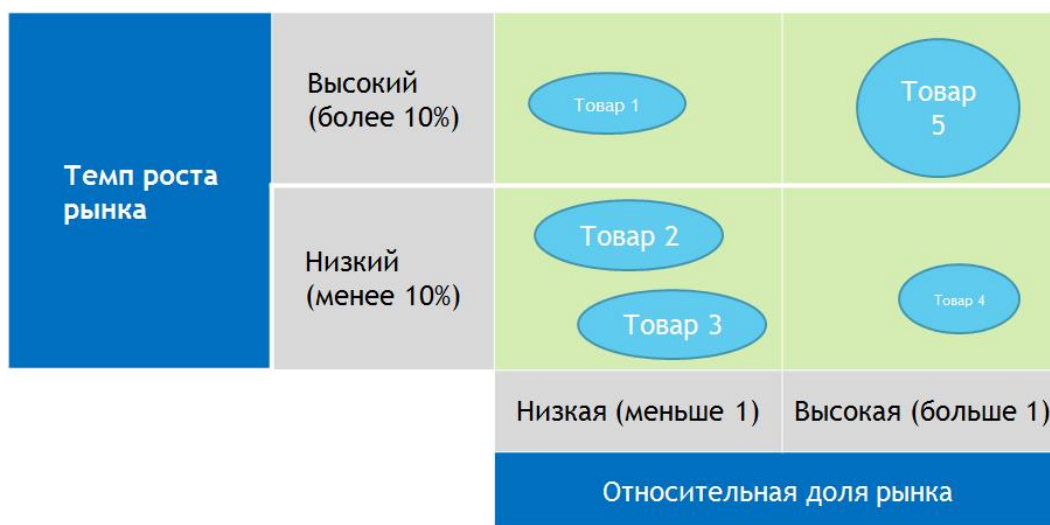 Темп роста
рынка
Высокий
(более 10%)
Товар 1
Товар
5
Низкий
(менее 10%)
Товар 2
Товар 3
Товар 4
Низкая (меньше 1)
Высокая (больше 1)
Относительная доля рынка